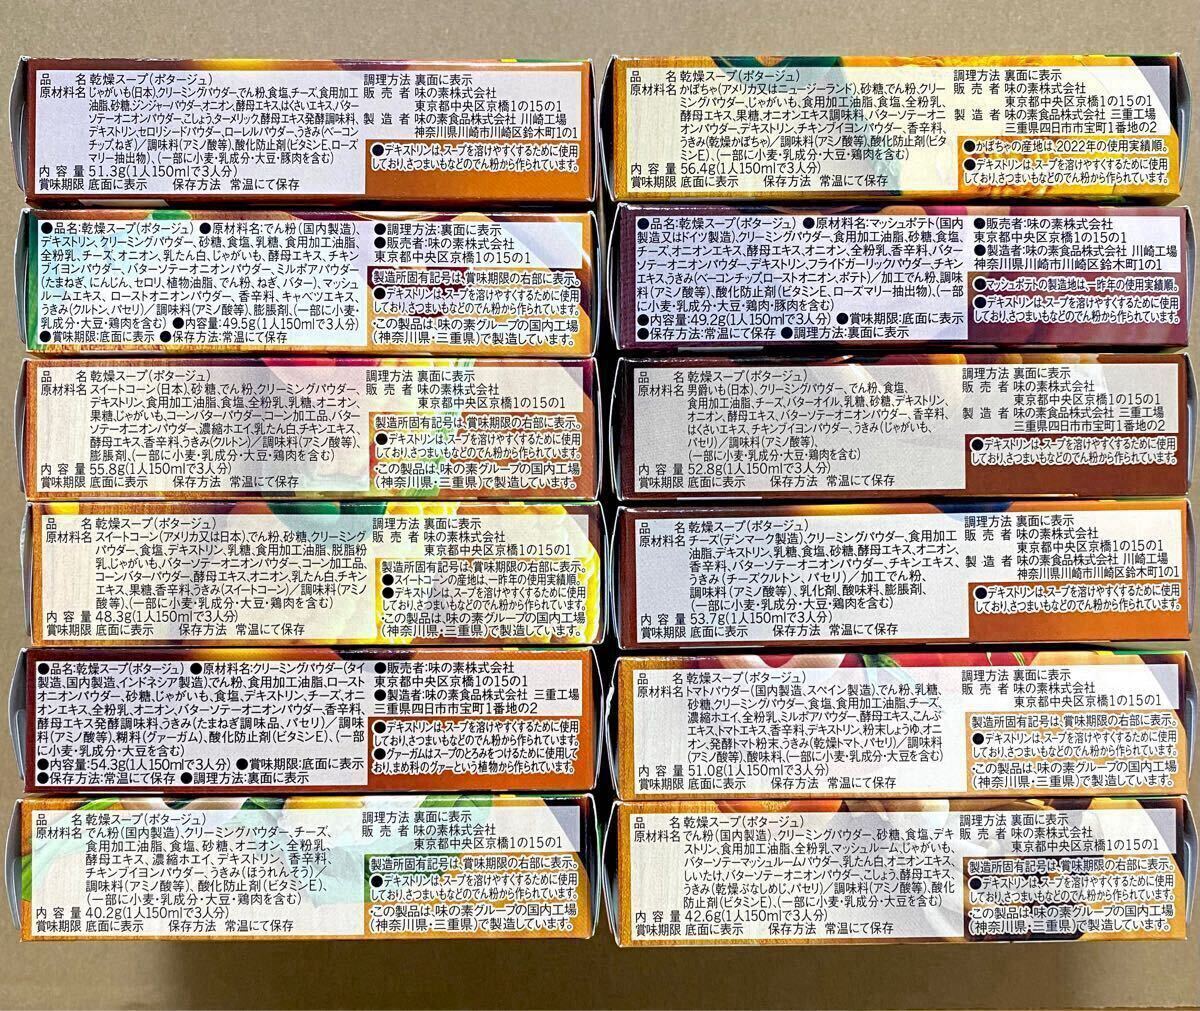 品 名 乾燥スープ(ポタージュ)
原材料名 じゃがいも(日本)、クリーミングパウダー、でん粉、食塩、チーズ、食用加工
油脂、砂糖、ジンジャーパウダーオニオン、酵母エキス、はくさいエキス、バター
ソテーオニオンパウダー、こしょう、ターメリック、酵母エキス発酵調味料、
デキストリン、セロリシードパウダー、ローレルパウダー、うきみ(ベーコン
チップ、ねぎ)/調味料(アミノ酸等)、酸化防止剤(ビタミンE、ローズ
マリー抽出物)、(一部に小麦・乳成分・大豆・豚肉を含む)
内 容 量 51.3g(1人150mlで3人分)
賞味期限 底面に表示 保存方法 常温にて保存
調理方法 裏面に表示
販 売 者 味の素株式会社
東京都中央区京橋1の15の1
製 造 者 味の素食品株式会社 川崎工場
神奈川県川崎市川崎区鈴木町1の1
●デキストリンは、スープを溶けやすくするために使用
しており、さつまいもなどのでん粉から作られています。
品 名 乾燥スープ(ポタージュ)
原材料名 かぼちゃ(アメリカ又はニュージーランド)、砂糖、でん粉、クリー
ミングパウダー、じゃがいも、食用加工油脂、食塩、全粉乳、
酵母エキス、果糖、オニオンエキス調味料、バターソテーオニ
オンパウダー、デキストリン、チキンブイヨンパウダー、香辛料、
うきみ(乾燥かぼちゃ)/調味料(アミノ酸等)、酸化防止剤(ビタ
ミンE)、(一部に小麦・乳成分・大豆・鶏肉を含む)
内 容 量 56.4g(1人150mlで3人分)
賞味期限 底面に表示 保存方法 常温にて保存
調理方法 裏面に表示
販 売 者 味の素株式会社
東京都中央区京橋1の15の1
製 造 者 味の素食品株式会社 三重工場
三重県四日市市宝町1番地の2
●かぼちゃの産地は、2022年の使用実績順。
●デキストリンは、スープを溶けやすくするために使用
しており、さつまいもなどのでん粉から作られています。
●品名:乾燥スープ(ポタージュ) ●原材料名:でん粉(国内製造)、
デキストリン、クリーミングパウダー、砂糖、食塩、乳糖、食用加工油脂、
全粉乳、チーズ、オニオン、乳たん白、じゃがいも、酵母エキス、チキン
ブイヨンパウダー、バターソテーオニオンパウダー、ミルポアパウダー
(たまねぎ、にんじん、セロリ、植物油脂、でん粉、ねぎ、バター)、マッシュ
ルームエキス、ローストオニオンパウダー、香辛料、キャベツエキス、
うきみ(クルトン、パセリ)/調味料(アミノ酸等)、膨脹剤、(一部に小麦・
乳成分・大豆・鶏肉を含む) ●内容量:49.5g(1人150mlで3人分)
●賞味期限:底面に表示 ●保存方法:常温にて保存
●調理方法:裏面に表示
●販売者:味の素株式会社
東京都中央区京橋1の15の1
製造所固有記号は、賞味期限の右部に表示。
●デキストリンは、スープを溶けやすくするために使用
しており、さつまいもなどのでん粉から作られています。
・この製品は、味の素グループの国内工場
(神奈川県・三重県)で製造しています。
●品名:乾燥スープ(ポタージュ) ●原材料名:マッシュポテト(国内
製造又はドイツ製造)、クリーミングパウダー、食用加工油脂、砂糖、食塩、
チーズ、オニオンエキス、酵母エキス、オニオン、全粉乳、香辛料、バター
ソテーオニオンパウダー、デキストリン、フライドガーリックパウダー、チキン
エキス、うきみ(ベーコンチップ、ローストオニオン、ポテト)/加工でん粉、調味
料(アミノ酸等)、酸化防止剤(ビタミンE、ローズマリー抽出物)、(一部
に小麦・乳成分・大豆・鶏肉・豚肉を含む)
●内容量:49.2g(1人150mlで3人分) ●賞味期限:底面に表示
●保存方法:常温にて保存 ●調理方法:裏面に表示
●販売者:味の素株式会社
東京都中央区京橋1の15の1
●製造者:味の素食品株式会社 川崎工場
神奈川県川崎市川崎区鈴木町1の1
●マッシュポテトの製造地は、一昨年の使用実績順。
●デキストリンは、スープを溶けやすくするために使用
しており、さつまいもなどのでん粉から作られています。
品 名 乾燥スープ(ポタージュ)
原材料名 スイートコーン(日本)、砂糖、でん粉、クリーミングパウダー、
デキストリン、食用加工油脂、食塩、全粉乳、乳糖、オニオン、
果糖、じゃがいも、コーンバターパウダー、コーン加工品、バター
ソテーオニオンパウダー、濃縮ホエイ、乳たん白、チキンエキス
酵母エキス、香辛料、うきみ(クルトン)/調味料(アミノ酸等)、
膨脹剤、(一部に小麦・乳成分・大豆・鶏肉を含む)
内 容 量 55.8g(1人150mlで3人分)
賞味期限 底面に表示 保存方法 常温にて保存
調理方法 裏面に表示
販 売 者 味の素株式会社
東京都中央区京橋1の15の1
製造所固有記号は、賞味期限の右部に表示。
●デキストリンは、スープを溶けやすくするために使用
しており、さつまいもなどのでん粉から作られています。
・この製品は、味の素グループの国内工場
(神奈川県・三重県)で製造しています。
品 名 乾燥スープ(ポタージュ)
原材料名 男爵いも(日本)、クリーミングパウダー、でん粉、食塩、
食用加工油脂、チーズ、バターオイル、乳糖、砂糖、デキストリン、
オニオン、酵母エキス、バターソテーオニオンパウダー、香辛料、
はくさいエキス、チキンブイヨンパウダー、うきみ(じゃがいも、
パセリ)/調味料(アミノ酸等)、
(一部に小麦・乳成分・大豆・鶏肉を含む)
内 容 量 52.8g(1人150mlで3人分)
賞味期限 底面に表示 保存方法 常温にて保存
調理方法 裏面に表示
販 売 者 味の素株式会社
東京都中央区京橋1の15の1
製 造 者 味の素食品株式会社 三重工場
三重県四日市市宝町1番地の2
●デキストリンは、スープを溶けやすくするために使用
しており、さつまいもなどのでん粉から作られています。
品 名 乾燥スープ(ポタージュ)
原材料名 スイートコーン(アメリカ又は日本)、でん粉、砂糖、クリーミング
パウダー、食塩、デキストリン、乳糖、食用加工油脂、脱脂粉
乳、じゃがいも、バターソテーオニオンパウダー、コーン加工品、
コーンバターパウダー、酵母エキス、オニオン、乳たん白、チキン
エキス、果糖、香辛料、うきみ(スイートコーン)/調味料(アミノ
酸等)、(一部に小麦・乳成分・大豆・鶏肉を含む)
内 容 量 48.3g(1人150mlで3人分)
賞味期限 底面に表示 保存方法 常温にて保存
調理方法 裏面に表示
販 売 者 味の素株式会社
東京都中央区京橋1の15の1
製造所固有記号は、賞味期限の右部に表示。
●スイートコーンの産地は、一昨年の使用実績順。
●デキストリンは、スープを溶けやすくするために使用
しており、さつまいもなどのでん粉から作られています。
・この製品は、味の素グループの国内工場
(神奈川県・三重県)で製造しています。
品 名 乾燥スープ(ポタージュ)
原材料名 チーズ(デンマーク製造)、クリーミングパウダー、食用加工
油脂、デキストリン、乳糖、食塩、砂糖、酵母エキス、オニオン、
香辛料、バターソテーオニオンパウダー、チキンエキス、
うきみ(チーズクルトン、パセリ)/加工でん粉、
調味料(アミノ酸等)、乳化剤、酸味料、膨脹剤、
(一部に小麦・乳成分・大豆・鶏肉を含む)
内 容 量 53.7g(1人150mlで3人分)
賞味期限 底面に表示 保存方法 常温にて保存
調理方法 裏面に表示
販 売 者 味の素株式会社
東京都中央区京橋1の15の1
製 造 者 味の素食品株式会社 川崎工場
神奈川県川崎市川崎区鈴木町1の1
●デキストリンは、スープを溶けやすくするために使用
しており、さつまいもなどのでん粉から作られています。
●品名:乾燥スープ(ポタージュ) ●原材料名:クリーミングパウダー(タイ
製造、国内製造、インドネシア製造)、でん粉、食用加工油脂、ロースト
オニオンパウダー、砂糖、じゃがいも、食塩、デキストリン、チーズ、オニ
オンエキス、全粉乳、オニオン、バターソテーオニオンパウダー、香辛料、
酵母エキス発酵調味料、うきみ(たまねぎ調味品、パセリ)/調味
料(アミノ酸等)、糊料(グァーガム)、酸化防止剤(ビタミンE)、(一部
に小麦・乳成分・大豆を含む)
●内容量:54.3g(1人150mlで3人分) ●賞味期限:底面に表示
●保存方法:常温にて保存 ●調理方法:裏面に表示
●販売者:味の素株式会社
東京都中央区京橋1の15の1
●製造者:味の素食品株式会社 三重工場
三重県四日市市宝町1番地の2
●デキストリンは、スープを溶けやすくするために使用
しており、さつまいもなどのでん粉から作られています。
●グァーガムはスープのとろみをつけるために使用して
おり、まめ科のグァーという植物から作られています。
品 名 乾燥スープ(ポタージュ)
原材料名 トマトパウダー(国内製造、スペイン製造)、でん粉、乳糖、
砂糖、クリーミングパウダー、食塩、食用加工油脂、チーズ、
濃縮ホエイ、全粉乳、ミルポアパウダー、酵母エキス、こんぶ
エキス、トマトエキス、香辛料、デキストリン、粉末しょうゆ、オニ
オン、発酵トマト粉末、うきみ(乾燥トマト、パセリ)/調味料
(アミノ酸等)、酸味料、(一部に小麦・乳成分・大豆を含む)
内 容 量 51.0g(1人150mlで3人分)
賞味期限 底面に表示 保存方法 常温にて保存
調理方法 裏面に表示
販 売 者 味の素株式会社
東京都中央区京橋1の15の1
製造所固有記号は、賞味期限の右部に表示。
●デキストリンは、スープを溶けやすくするために使用
しており、さつまいもなどのでん粉から作られています。
・この製品は、味の素グループの国内工場
(神奈川県・三重県)で製造しています。
品 名 乾燥スープ(ポタージュ)
原材料名 でん粉(国内製造)、クリーミングパウダー、チーズ、
食用加工油脂、砂糖、食塩、オニオン、全粉乳、
酵母エキス、濃縮ホエイ、デキストリン、香辛料、
チキンブイヨンパウダー、うきみ(ほうれんそう)/
調味料(アミノ酸等)、酸化防止剤(ビタミンE)、
(一部に小麦・乳成分・大豆・鶏肉を含む)
内 容 量 40.2g(1人150mlで3人分)
賞味期限 底面に表示 保存方法 常温にて保存
調理方法 裏面に表示
販 売 者 味の素株式会社
東京都中央区京橋1の15の1
製造所固有記号は、賞味期限の右部に表示。
●デキストリンは、スープを溶けやすくするために使用
しており、さつまいもなどのでん粉から作られています。
・この製品は、味の素グループの国内工場
(神奈川県・三重県)で製造しています。
品 名 乾燥スープ(ポタージュ)
原材料名 でん粉(国内製造)、クリーミングパウダー、砂糖、食塩、デキ
ストリン、食用加工油脂、全粉乳、マッシュルーム、じゃがいも、
バターソテーマッシュルームパウダー、乳たん白、オニオンエキス、
しいたけ、バターソテーオニオンパウダー、こしょう、酵母エキス、
うきみ(乾燥ぶなしめじ、パセリ)/調味料(アミノ酸等)、酸化
防止剤(ビタミンE)、(一部に小麦・乳成分・大豆を含む)
内 容 量 42.6g(1人150mlで3人分)
賞味期限 底面に表示 保存方法 常温にて保存
調理方法 裏面に表示
販 売 者 味の素株式会社
東京都中央区京橋1の15の1
製造所固有記号は、賞味期限の右部に表示。
●デキストリンは、スープを溶けやすくするために使用
しており、さつまいもなどのでん粉から作られています。
・この製品は、味の素グループの国内工場
(神奈川県・三重県)で製造しています。